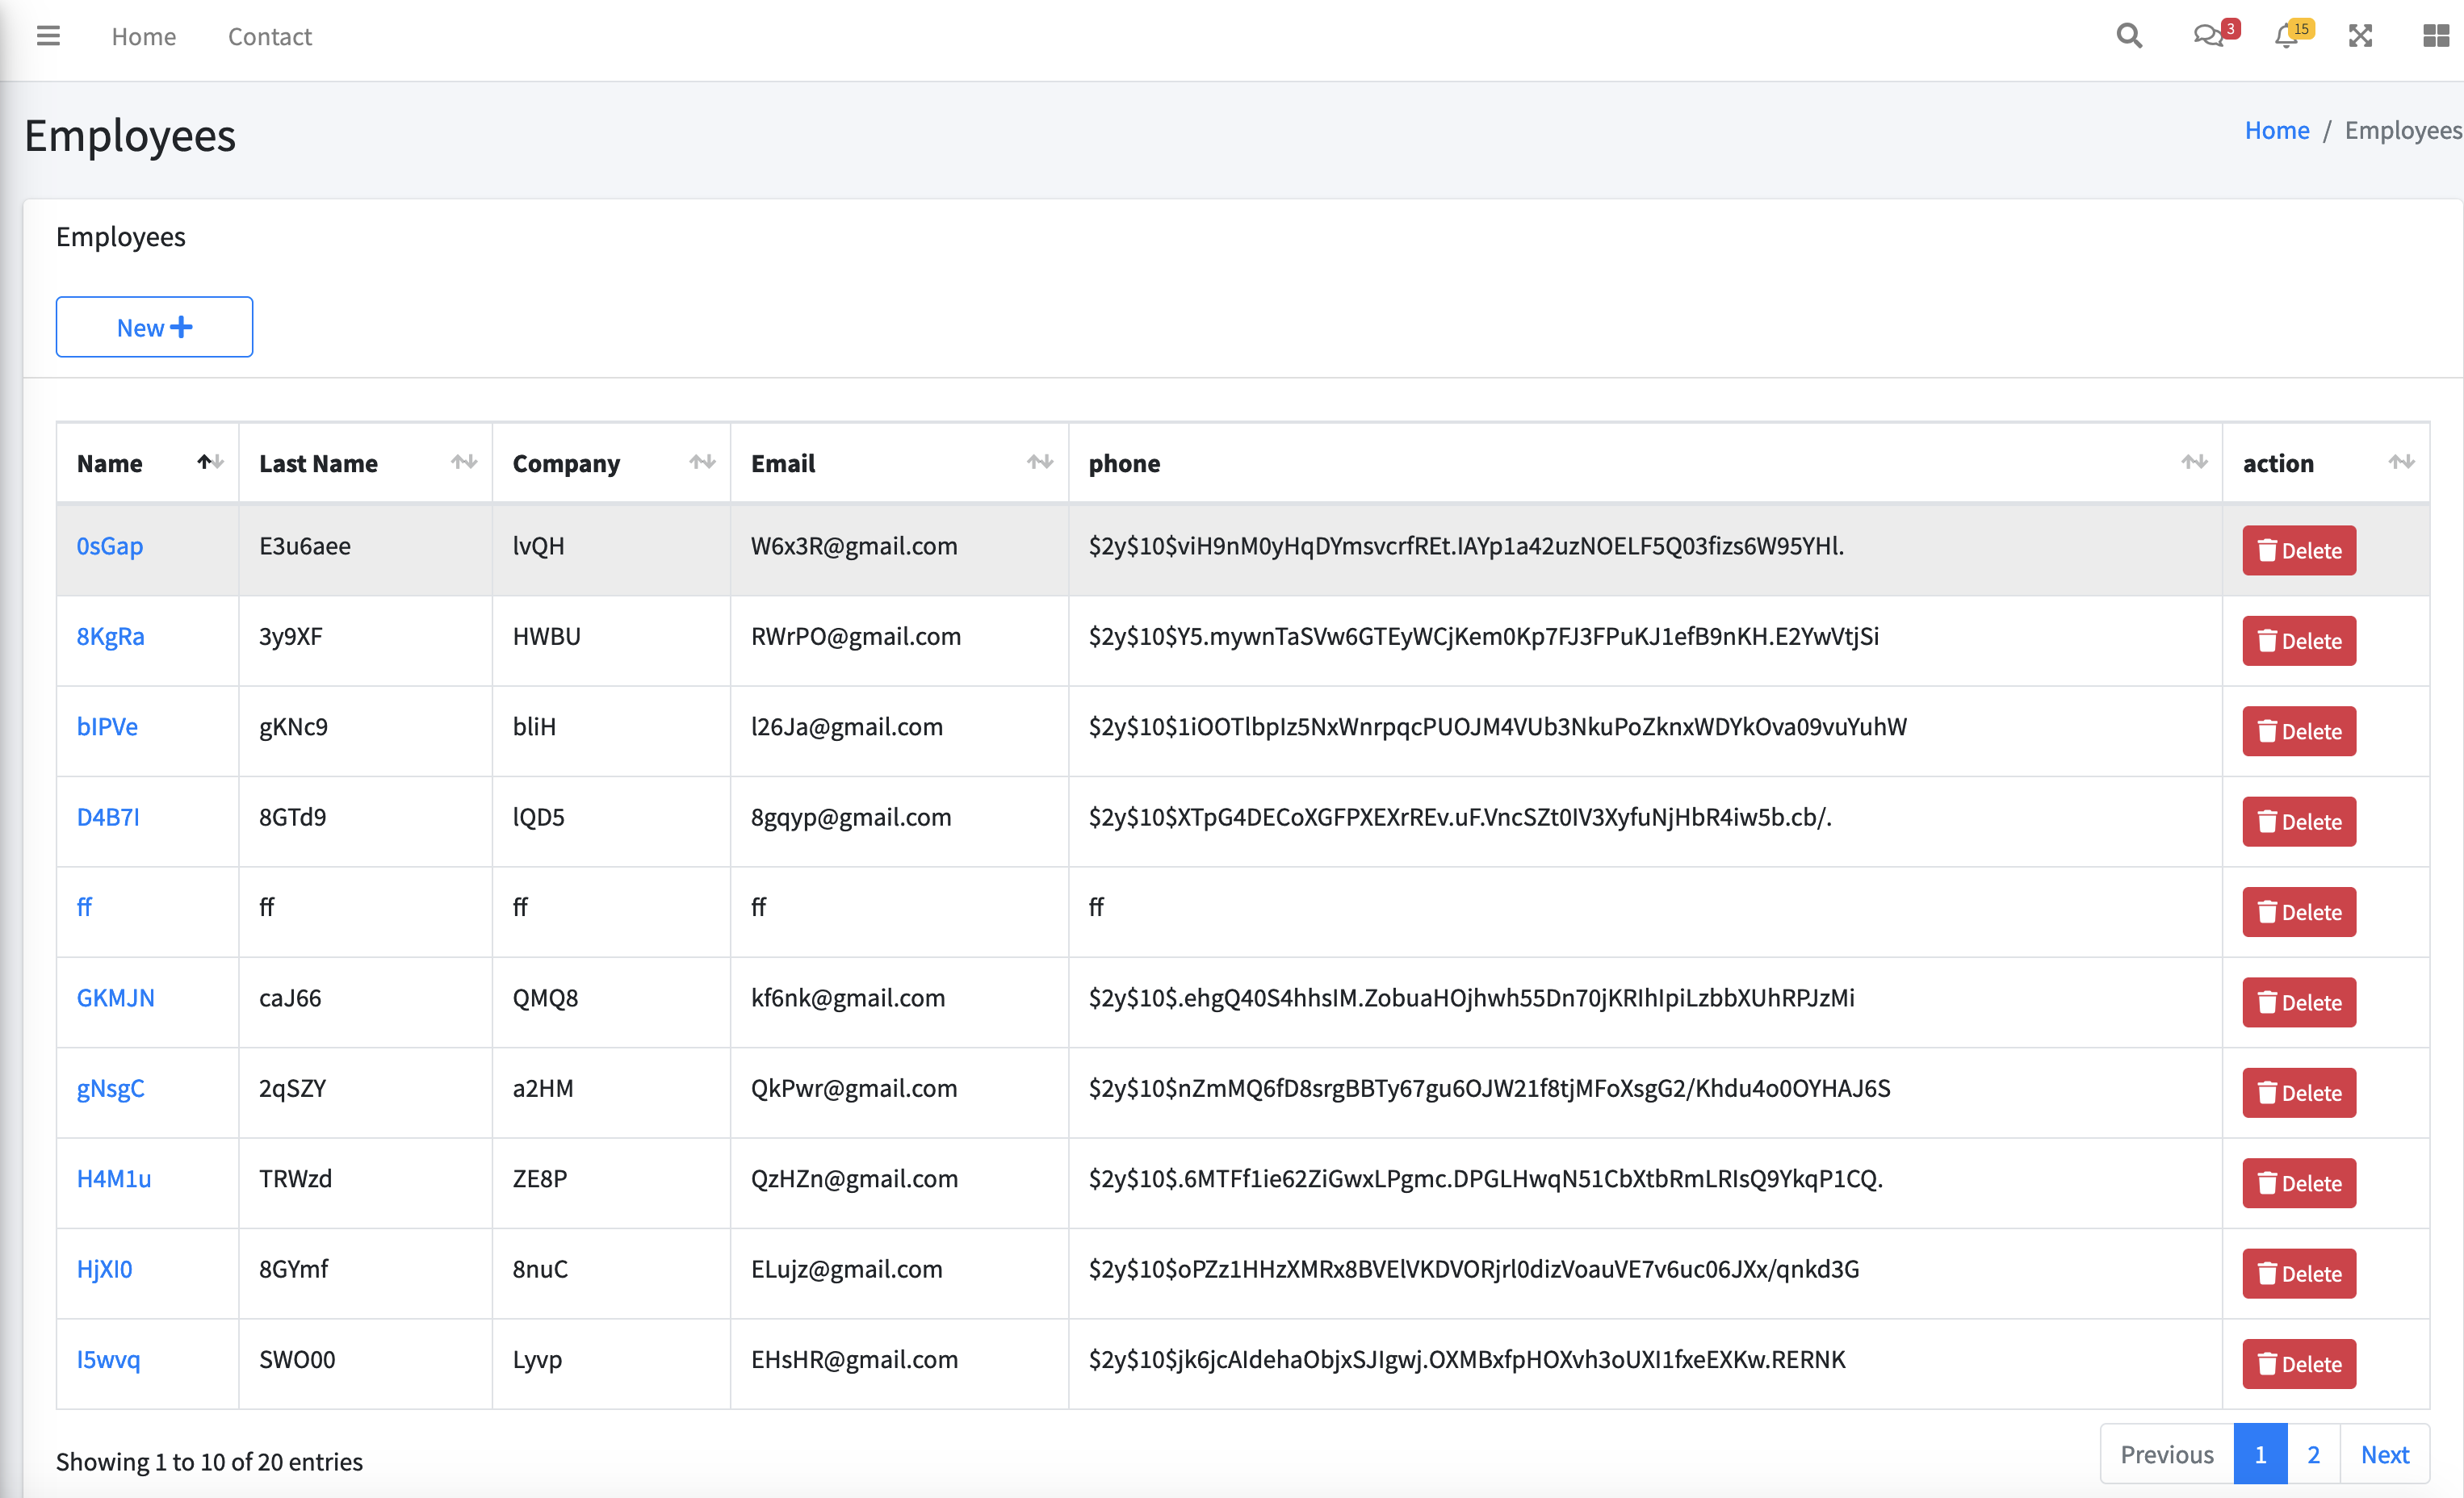 Home Contact 3 15
Employees Home / Employees
Employees
New
Name Last Name Company Email phone action
0sGap E3u6aee lvQH W6x3R@gmail.com $2y$10$viH9nM0yHqDYmsvcrfREt.IAYp1a42uzNOELF5Q03fizs6W95YHl. Delete
8KgRa 3y9XF HWBU RWrPO@gmail.com $2y$10$Y5.mywnTaSVw6GTEyWCjKem0Kp7FJ3FPuKJ1efB9nKH.E2YwVtjSi Delete
bIPVe gKNc9 bliH l26Ja@gmail.com $2y$10$1iOOTlbpIz5NxWnrpqcPUOJM4VUb3NkuPoZknxWDYkOva09vuYuhW Delete
D4B7I 8GTd9 lQD5 8gqyp@gmail.com $2y$10$XTpG4DECoXGFPXEXrREv.uF.VncSZt0IV3XyfuNjHbR4iw5b.cb/. Delete
ff ff ff ff ff Delete
GKMJN caJ66 QMQ8 kf6nk@gmail.com $2y$10$.ehgQ40S4hhsIM.ZobuaHOjhwh55Dn70jKRIhIpiLzbbXUhRPJzMi Delete
gNsgC 2qSZY a2HM QkPwr@gmail.com $2y$10$nZmMQ6fD8srgBBTy67gu6OJW21f8tjMFoXsgG2/Khdu4o0OYHAJ6S Delete
H4M1u TRWzd ZE8P QzHZn@gmail.com $2y$10$.6MTFf1ie62ZiGwxLPgmc.DPGLHwqN51CbXtbRmLRIsQ9YkqP1CQ. Delete
HjXI0 8GYmf 8nuC ELujz@gmail.com $2y$10$oPZz1HHzXMRx8BVElVKDVORjrl0dizVoauVE7v6uc06JXx/qnkd3G Delete
I5wvq SWO00 Lyvp EHsHR@gmail.com $2y$10$jk6jcAIdehaObjxSJIgwj.OXMBxfpHOXvh3oUXI1fxeEXKw.RERNK Delete
Showing 1 to 10 of 20 entries Previous 1 2 Next